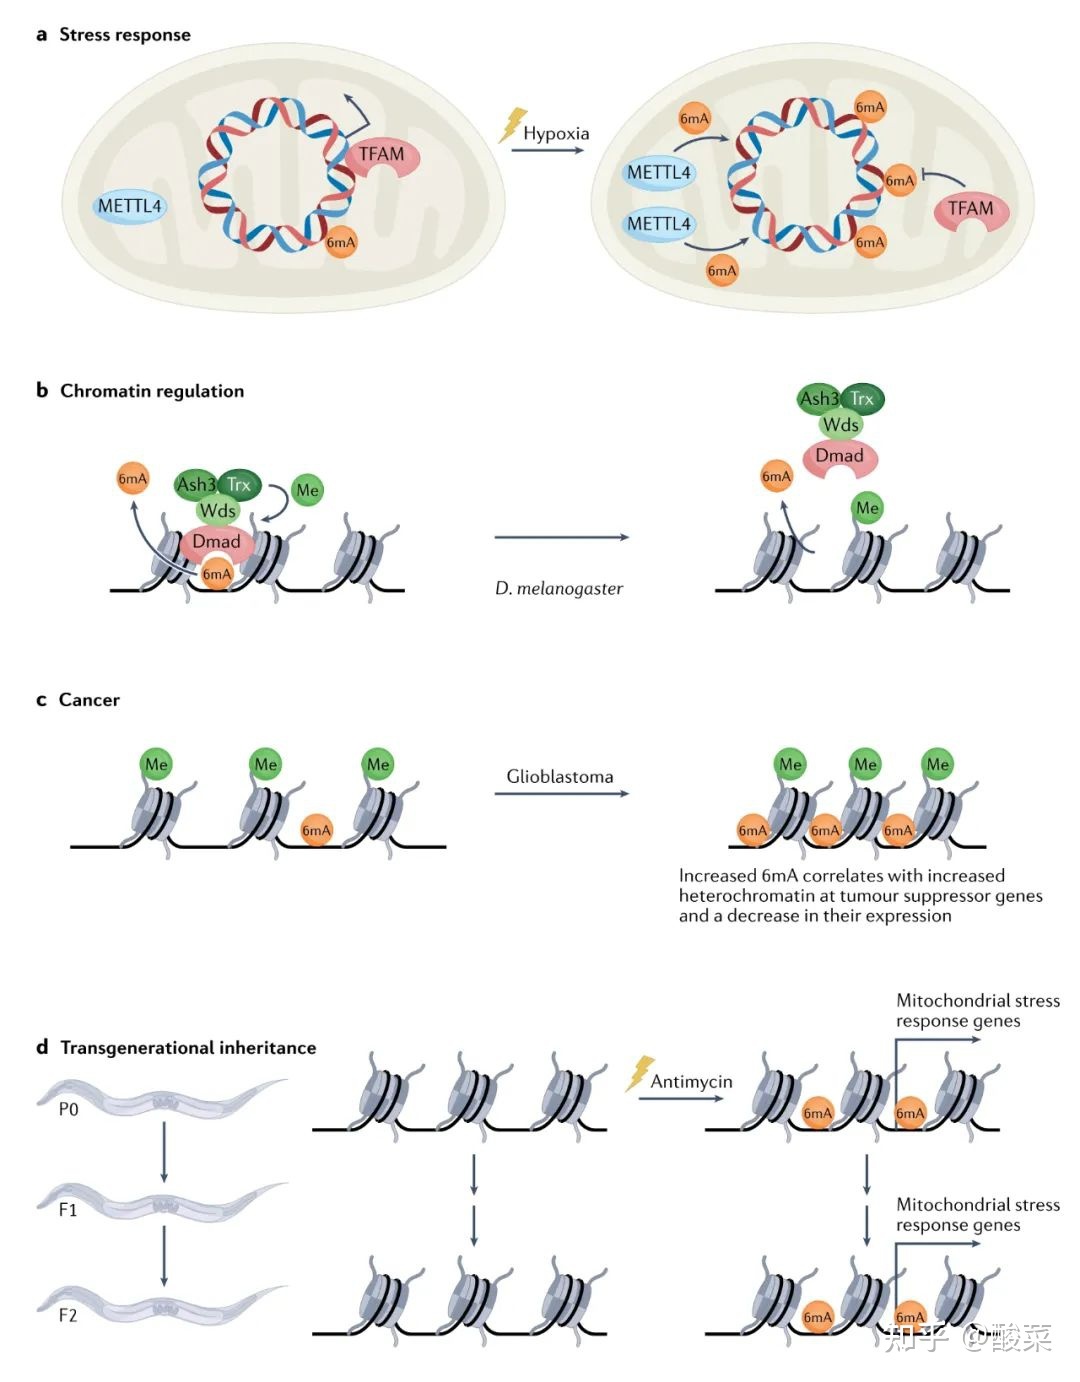 a Stress response
Hypoxia
TFAM
METTL4
6mA
6mA
6mA
METTL4
6mA
METTL4
TFAM
6mA
6mA
b Chromatin regulation
Ash3 Trx
Wds
Dmad
6mA
Me
6mA
D. melanogaster
Ash3 Trx
Wds
Dmad
6mA
Me
c Cancer
Me
Me
Me
6mA
Glioblastoma
Me
Me
Me
6mA
6mA
6mA
Increased 6mA correlates with increased
heterochromatin at tumour suppressor genes
and a decrease in their expression
d Transgenerational inheritance
P0
F1
F2
Antimycin
Mitochondrial stress
response genes
6mA
6mA
Mitochondrial stress
response genes
6mA
6mA
知乎 @酸菜